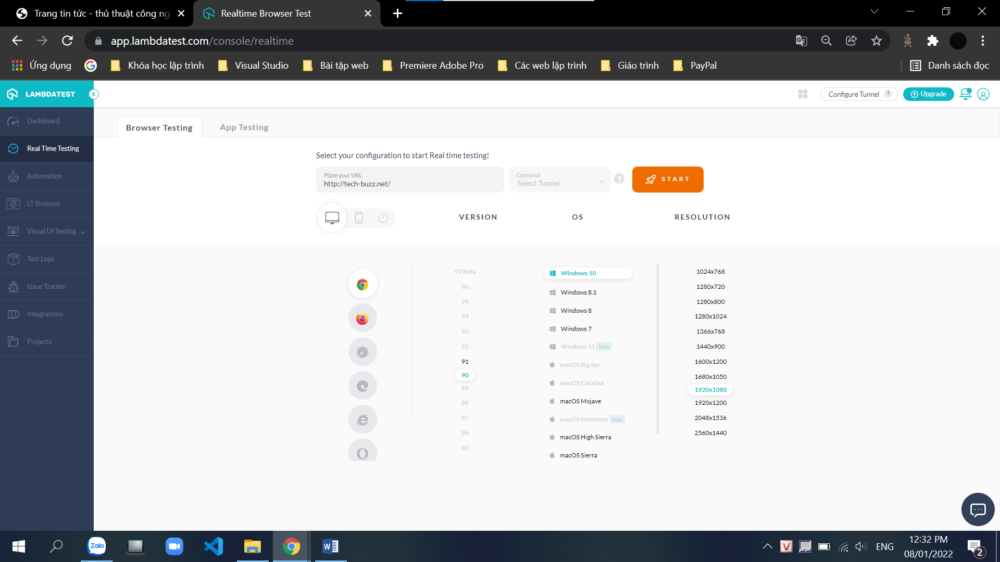 Trang tin tức - thủ thuật công ng
Realtime Browser Test
app.lambdatest.com/console/realtime
Ứng dụng
Khóa học lập trình
Visual Studio
Bài tập web
Premiere Adobe Pro
Các web lập trình
Giáo trình
PayPal
Danh sách đọc
LAMBDATEST
Configure Tunnel ?
Upgrade
Dashboard
Real Time Testing
Automation
LT Browser
Visual UI Testing
Test Logs
Issue Tracker
Integrations
Projects
Browser Testing
App Testing
Select your configuration to start Real time testing!
Place your URL
http://tech-buzz.net/
Optional
Select Tunnel
?
START
VERSION
OS
RESOLUTION
97 Beta
96
95
94
93
92
91
90
89
88
87
86
85
Windows 10
Windows 8.1
Windows 8
Windows 7
Windows 11 Beta
macOS Big Sur
macOS Catalina
macOS Mojave
macOS Monterey Beta
macOS High Sierra
macOS Sierra
1024x768
1280x720
1280x800
1280x1024
1366x768
1440x900
1600x1200
1680x1050
1920x1080
1920x1200
2048x1536
2560x1440
Zalo
ENG
12:32 PM
08/01/2022
2